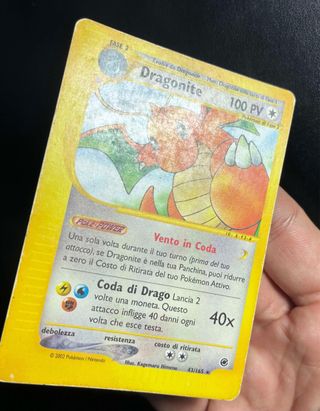 FASE 2
Dragonite
100 PV
POKÉ-POWER
Vento in Coda
Una sola volta durante il tuo turno (prima del tuo
attacco), se Dragonite è nella tua Panchina, puoi ridurre
a zero il Costo di Ritirata del tuo Pokémon Attivo.
Coda di Drago Lancia 2
volte una moneta. Questo
attacco infligge 40 danni ogni
volta che esce testa.
40x
debolezza
resistenza
costo di ritirata
Illus. Kagemaru Himeno
© 2002 Pokémon / Nintendo
43/165 ★